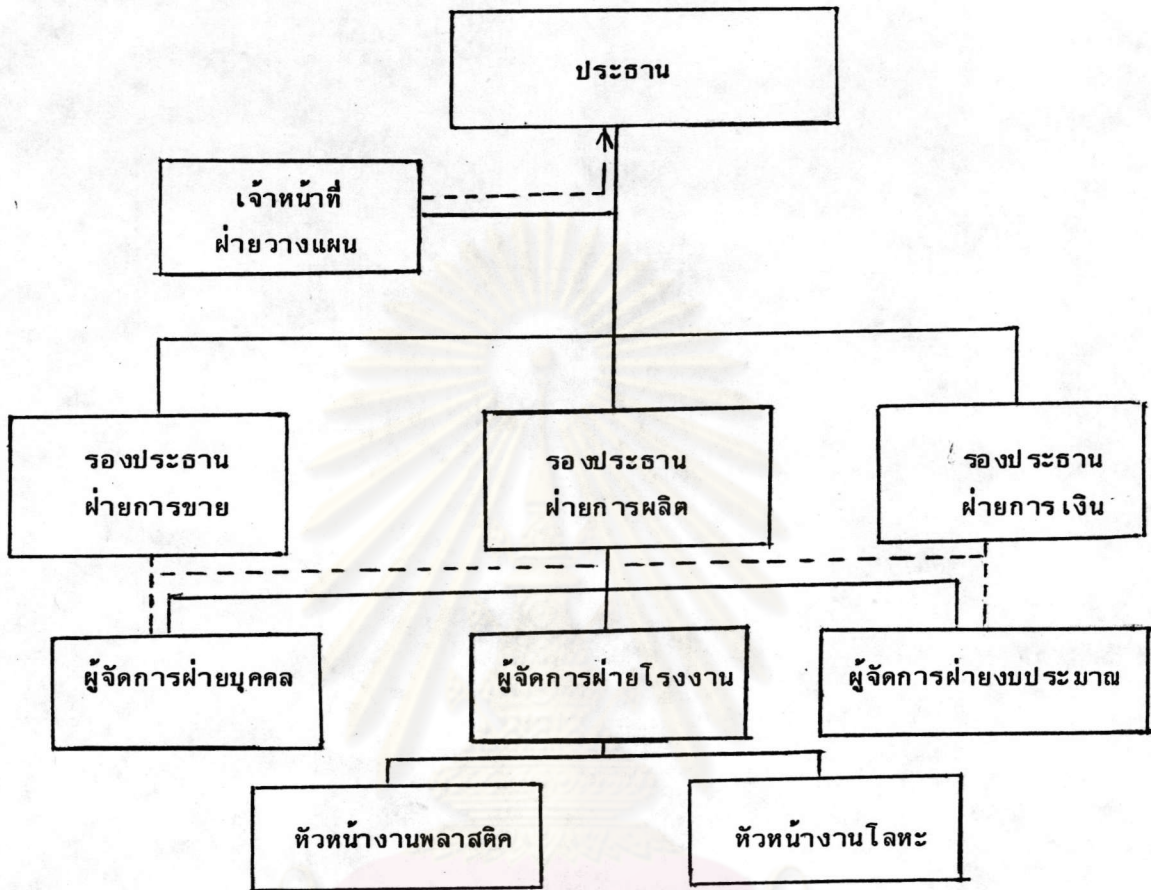 ประธาน
เจ้าหน้าที่
ฝ่ายวางแผน
รองประธาน
ฝ่ายการขาย
รองประธาน
ฝ่ายการผลิต
รองประธาน
ฝ่ายการเงิน
ผู้จัดการฝ่ายบุคคล
ผู้จัดการฝ่ายโรงงาน
ผู้จัดการฝ่ายงบประมาณ
หัวหน้างานพลาสติค
หัวหน้างานโลหะ